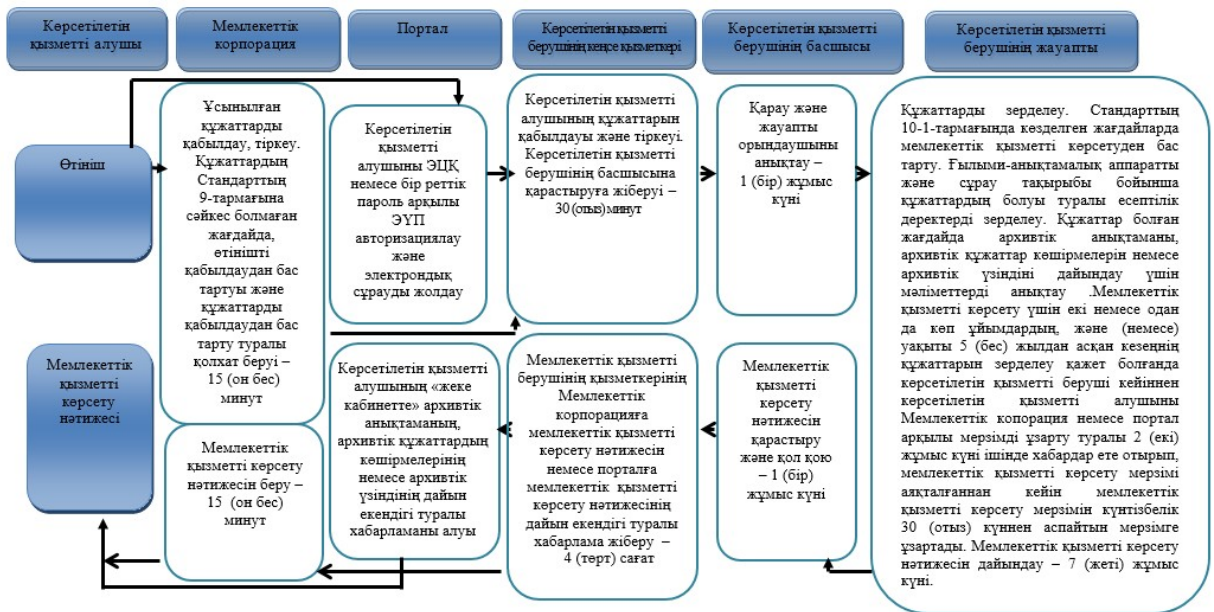 Көрсетілетін
қызметті алушы
Мемлекеттік
корпорация
Портал
Көрсетілетін қызметті
берушінің кеңсе қызметкері
Көрсетілетін қызметті
берушінің басшысы
Көрсетілетін қызметті
берушінің жауапты
Өтініш
Ұсынылған
құжаттарды
қабылдау, тіркеу.
Құжаттардың
Стандарттың
9-тармағына
сәйкес болмаған
жағдайда,
өтінішті
қабылдаудан бас
тартуы және
құжаттарды
қабылдаудан бас
тарту туралы
қолхат беруі –
15 (он бес)
минут
Көрсетілетін
қызметті
алушыны ЭЦҚ
немесе бір реттік
пароль арқылы
ЭҮП
авторизациялау
және
электрондық
сұрауды жолдау
Көрсетілетін қызметті
алушының құжаттарын
қабылдауы және тіркеуі.
Көрсетілетін қызметті
берушінің басшысына
қарастыруға жіберуі –
30 (отыз) минут
Қарау және
жауапты
орындаушыны
анықтау –
1 (бір) жұмыс
күні
Құжаттарды зерделеу. Стандарттың
10-1-тармағында көзделген жағдайларда
мемлекеттік қызметті көрсетуден бас
тарту. Ғылыми-анықтамалық аппаратты
және сұрау тақырыбы бойынша
құжаттардың болуы туралы есептілік
деректерді зерделеу. Құжаттар болған
жағдайда архивтік анықтаманы,
архивтік құжаттар көшірмелерін немесе
архивтік үзіндіні дайындау үшін
мәліметтерді анықтау .Мемлекеттік
қызметті көрсету үшін екі немесе одан
да көп ұйымдардың, және (немесе)
уақыты 5 (бес) жылдан асқан кезеңнің
құжаттарын зерделеу қажет болғанда
көрсетілетін қызметті беруші кейіннен
көрсетілетін қызметті алушыны
Мемлекеттік копорация немесе портал
арқылы мерзімді ұзарту туралы 2 (екі)
жұмыс күні ішінде хабардар ете отырып,
мемлекеттік қызметті көрсету мерзімі
аяқталғаннан кейін мемлекеттік
қызметті көрсету мерзімін күнтізбелік
30 (отыз) күннен аспайтын мерзімге
ұзартады. Мемлекеттік қызметті көрсету
нәтижесін дайындау – 7 (жеті) жұмыс
күні.
Мемлекеттік
қызметті
көрсету
нәтижесі
Мемлекеттік
қызметті көрсету
нәтижесін беру –
15 (он бес)
минут
Көрсетілетін қызметті
алушының «жеке
кабинетте» архивтік
анықтаманың,
архивтік құжаттардың
көшірмелерінің
немесе архивтік
үзіндінің дайын
екендігі туралы
хабарламаны алуы
Мемлекеттік қызметті
берушінің қызметкерінің
Мемлекеттік
корпорацияға
мемлекеттік қызметті
көрсету нәтижесін
немесе порталға
мемлекеттік қызметті
көрсету нәтижесінің
дайын екендігі туралы
хабарлама жіберу –
4 (төрт) сағат
Мемлекеттік
қызметті
көрсету
нәтижесін
қарастыру
және қол қою
– 1 (бір)
жұмыс күні